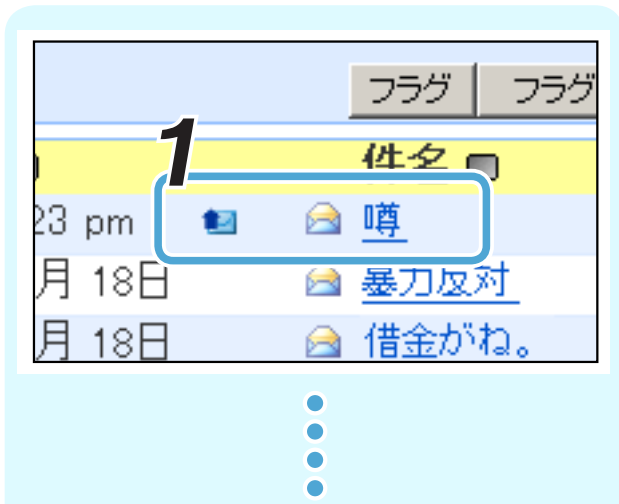 フラグ フラグ
1
件名
23 pm 噂
月 18日 暴力反対
月 18日 借金がね。